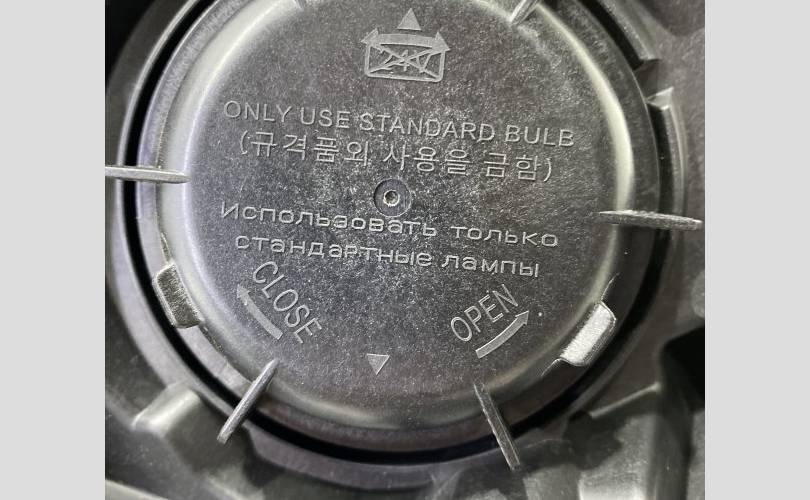 24V
ONLY USE STANDARD BULB
(규격품외 사용을 금함)
Использовать только
стандартные лампы
CLOSE
OPEN